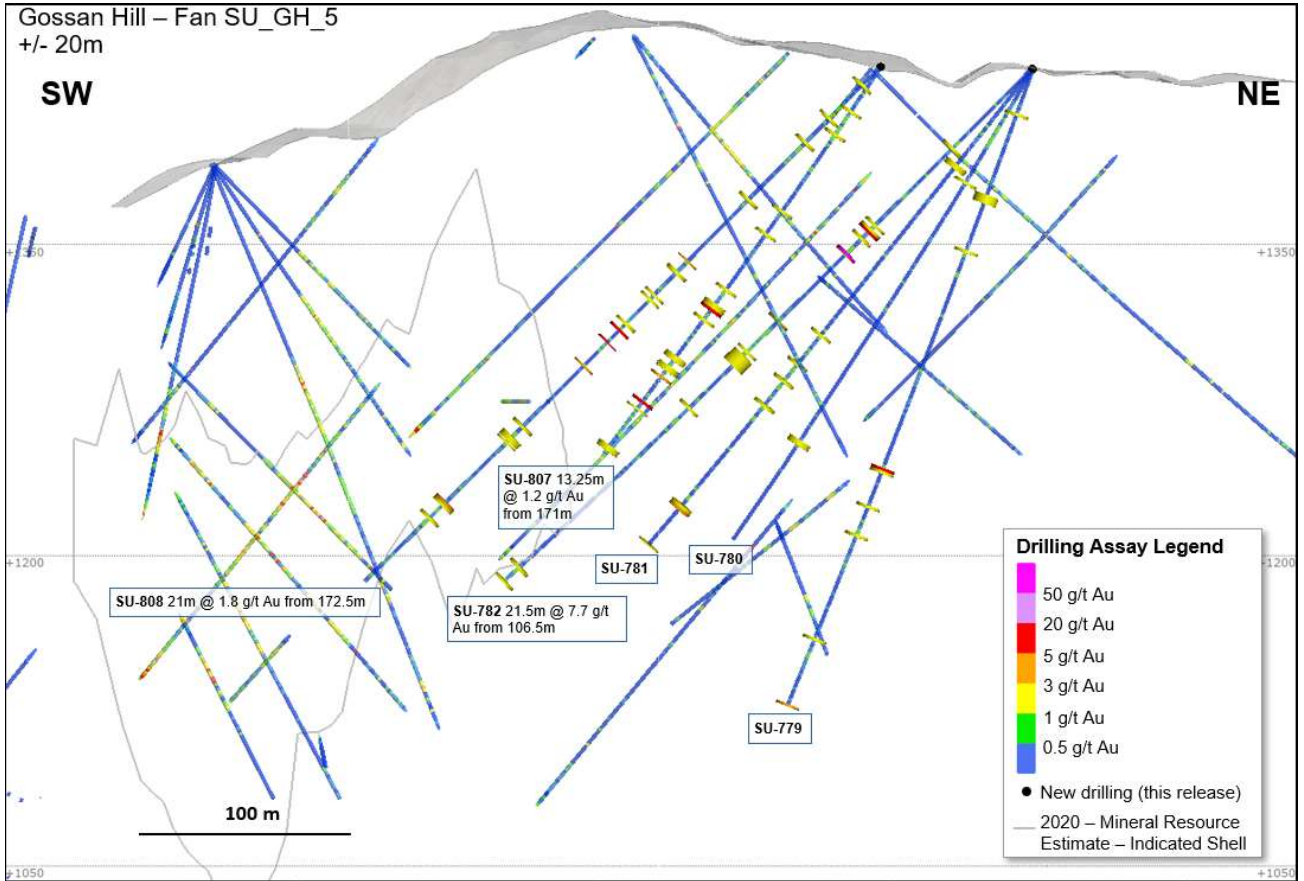 Gossan Hill – Fan SU_GH_5
+/- 20m
SW
NE
+1350
+1350
SU-807 13.25m
@ 1.2 g/t Au
from 171m
SU-781
SU-780
+1200
+1200
SU-808 21m @ 1.8 g/t Au from 172.5m
SU-782 21.5m @ 7.7 g/t
Au from 106.5m
SU-779
Drilling Assay Legend
50 g/t Au
20 g/t Au
5 g/t Au
3 g/t Au
1 g/t Au
0.5 g/t Au
New drilling (this release)
2020 – Mineral Resource
Estimate – Indicated Shell
100 m
+1050
+1050